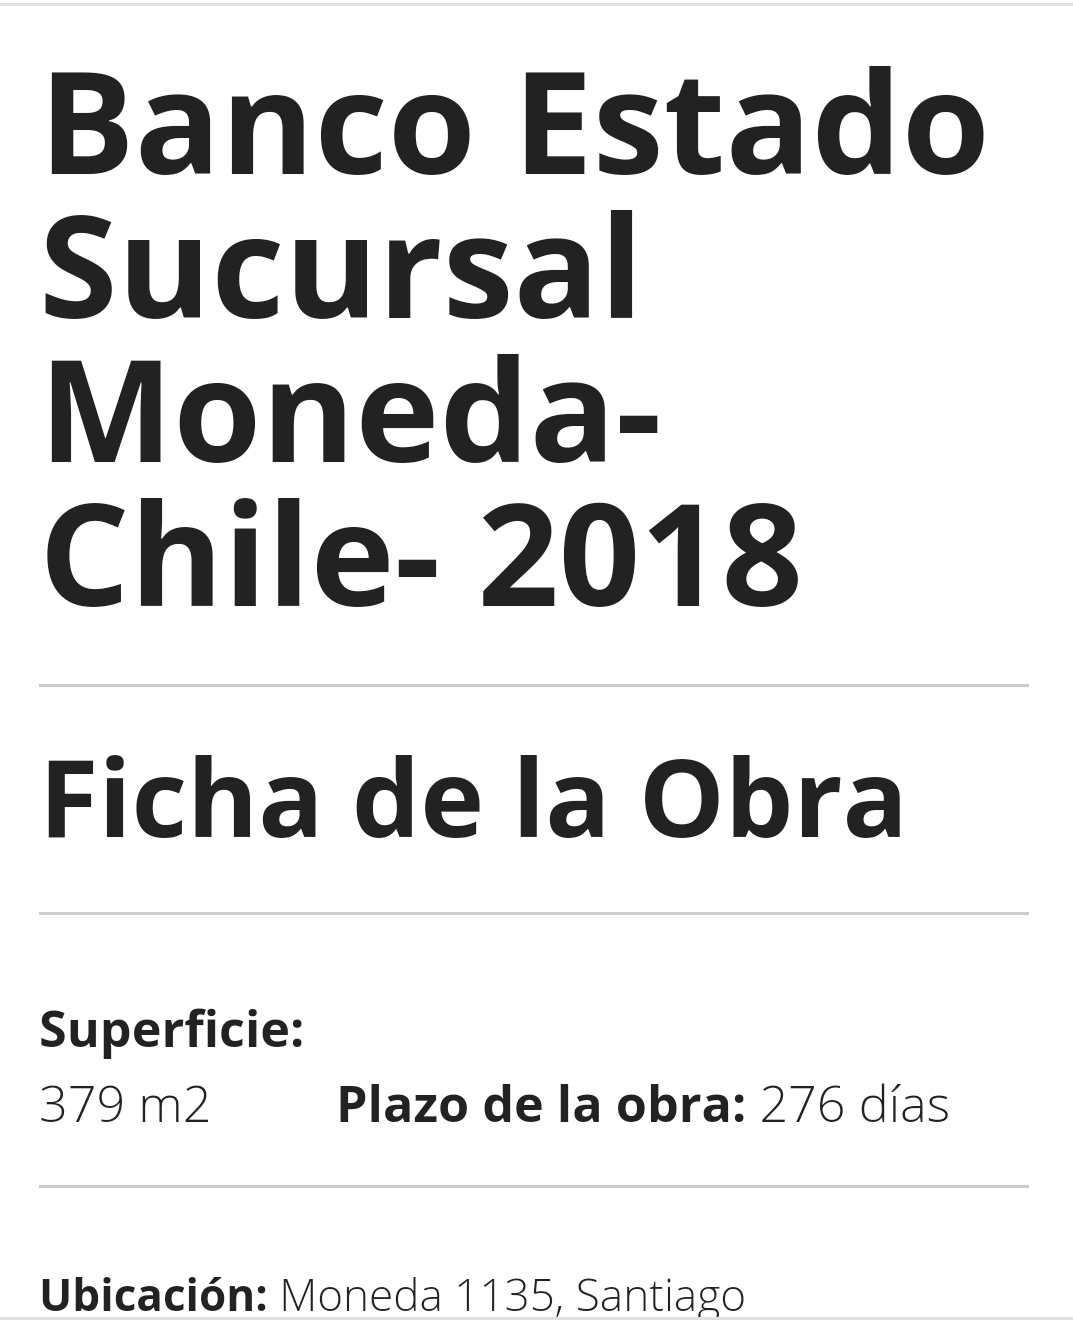 Banco Estado
Sucursal
Moneda-
Chile- 2018
Ficha de la Obra
Superficie:
379 m2 Plazo de la obra: 276 días
Ubicación: Moneda 1135, Santiago